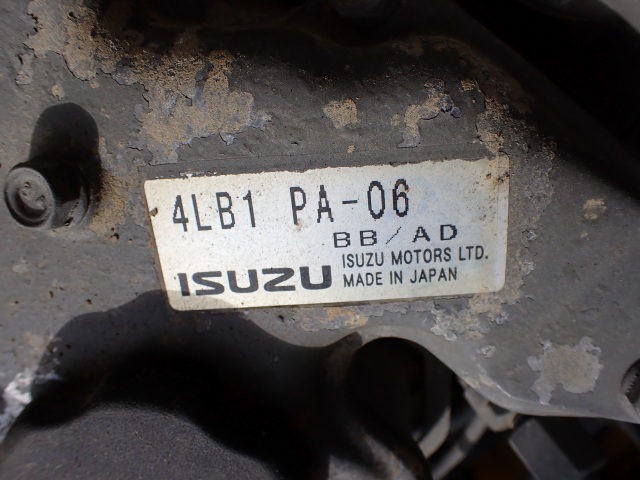 4LB1 PA-06
BB/AD
ISUZU MOTORS LTD.
ISUZU MADE IN JAPAN